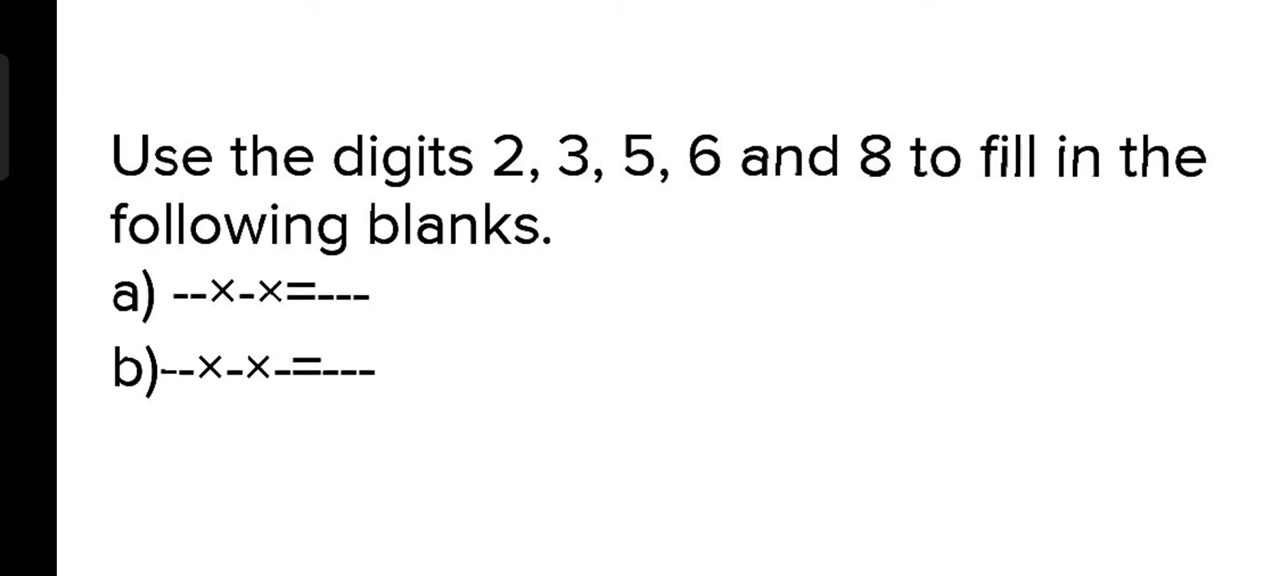 Use the digits 2, 3, 5, 6 and 8 to fill in the
following blanks.
a) --×-×=---
b)--×-×-=---